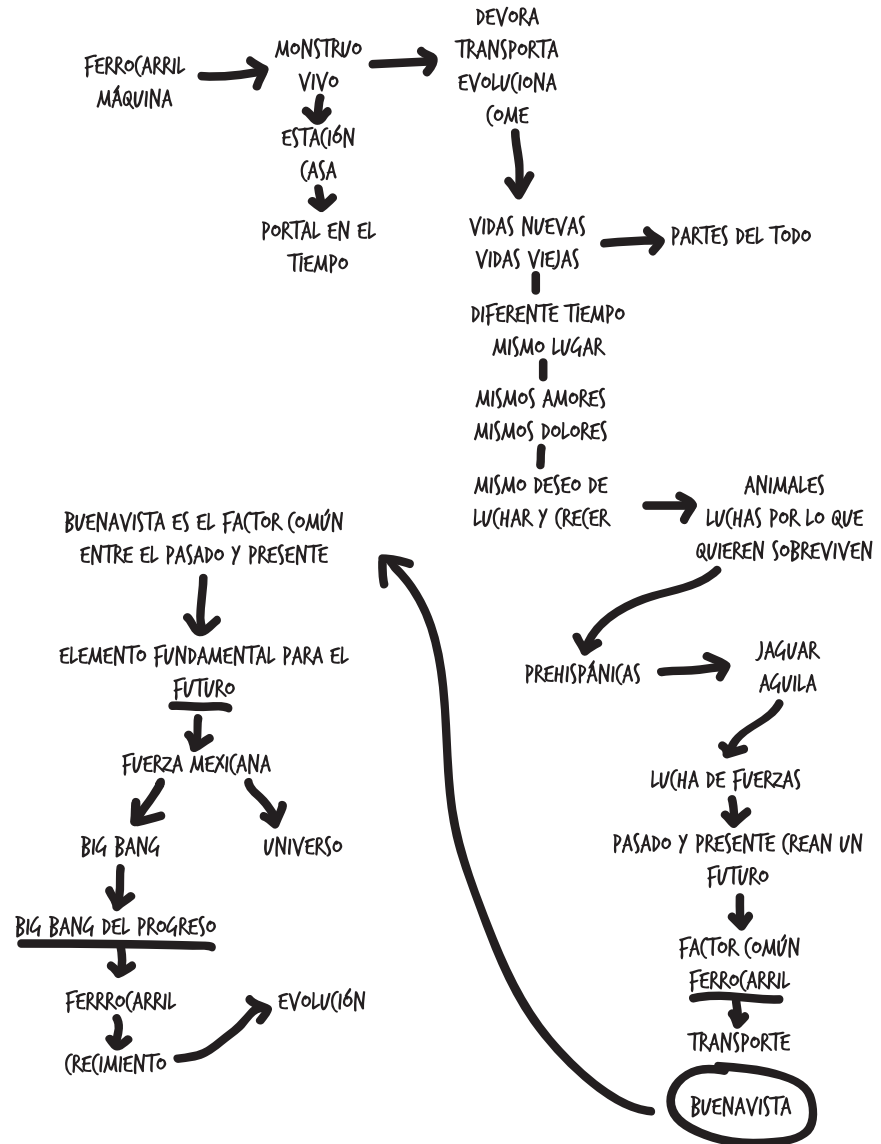 FERROCARRIL
MÁQUINA
MONSTRUO
VIVO
ESTACIÓN
CASA
PORTAL EN EL
TIEMPO
DEVORA
TRANSPORTA
EVOLUCIONA
COME
VIDAS NUEVAS
VIDAS VIEJAS
PARTES DEL TODO
DIFERENTE TIEMPO
MISMO LUGAR
MISMOS AMORES
MISMOS DOLORES
MISMO DESEO DE
LUCHAR Y CRECER
ANIMALES
LUCHAS POR LO QUE
QUIEREN SOBREVIVEN
PREHISPÁNICAS
JAGUAR
AGUILA
LUCHA DE FUERZAS
PASADO Y PRESENTE CREAN UN
FUTURO
FACTOR COMÚN
FERROCARRIL
TRANSPORTE
BUENAVISTA
BUENAVISTA ES EL FACTOR COMÚN
ENTRE EL PASADO Y PRESENTE
ELEMENTO FUNDAMENTAL PARA EL
FUTURO
FUERZA MEXICANA
BIG BANG
UNIVERSO
BIG BANG DEL PROGRESO
FERRROCARRIL
CRECIMIENTO
EVOLUCIÓN